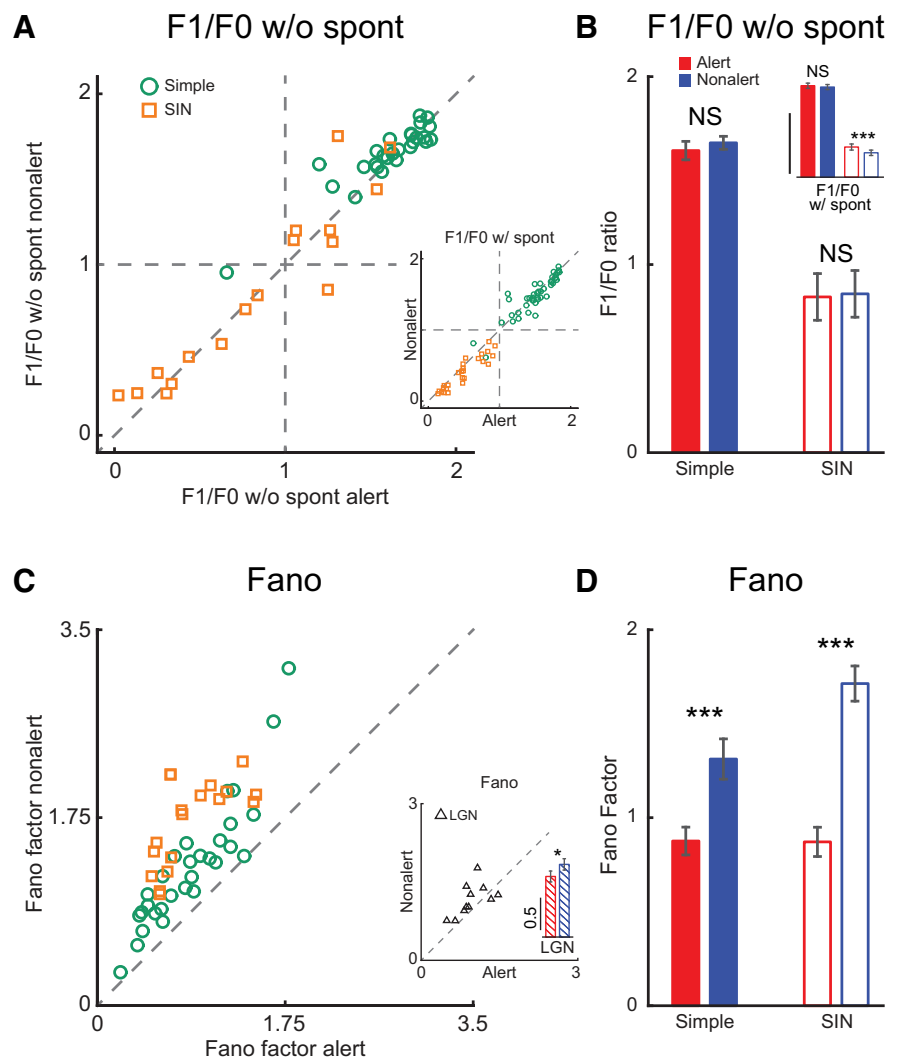 A
F1/F0 w/o spont
2
Simple
SIN
F1/F0 w/o spont nonalert
1
0
0
1
2
F1/F0 w/o spont alert
F1/F0 w/ spont
2
Nonalert
0
0
Alert
2
B
F1/F0 w/o spont
Alert
Nonalert
2
NS
F1/F0 ratio
1
NS
0
Simple
SIN
NS
***
F1/F0
w/ spont
C
Fano
3.5
Fano factor nonalert
1.75
0
0
1.75
3.5
Fano factor alert
Fano
3
LGN
Nonalert
0
0
Alert
3
*
0.5
LGN
D
Fano
2
***
***
Fano Factor
1
0
Simple
SIN